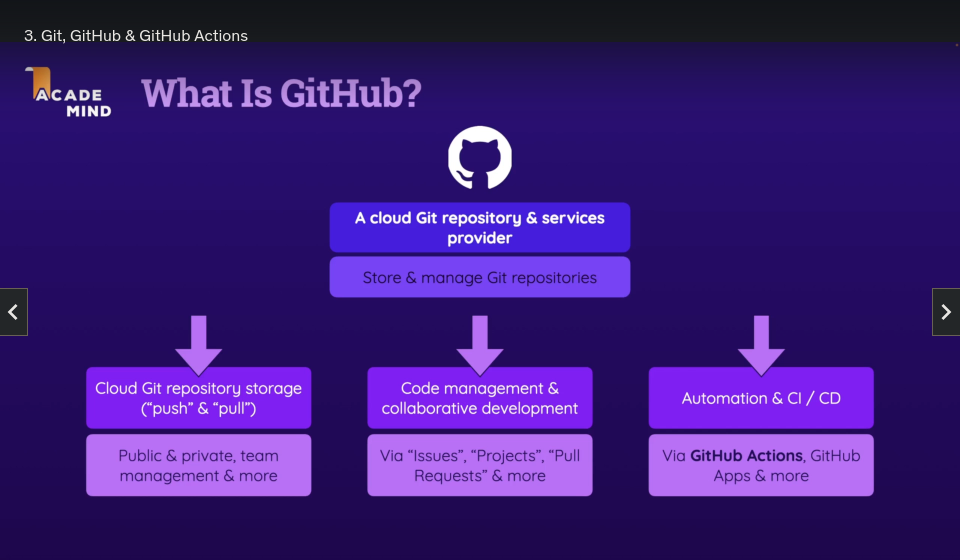 3. Git, GitHub & GitHub Actions
ACADE
MIND
What Is GitHub?
A cloud Git repository & services
provider
Store & manage Git repositories
Cloud Git repository storage
(“push” & “pull”)
Public & private, team
management & more
Code management &
collaborative development
Via “Issues”, “Projects”, “Pull
Requests” & more
Automation & CI / CD
Via GitHub Actions, GitHub
Apps & more